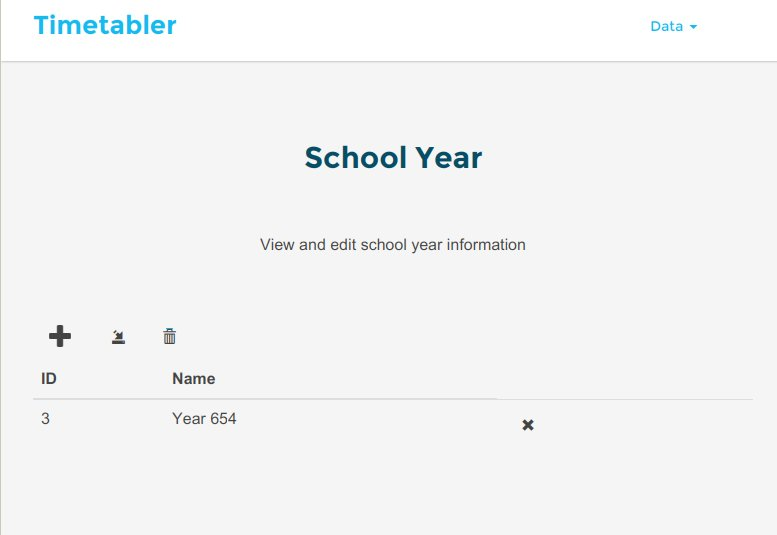 Timetabler
Data
School Year
View and edit school year information
ID Name
3 Year 654